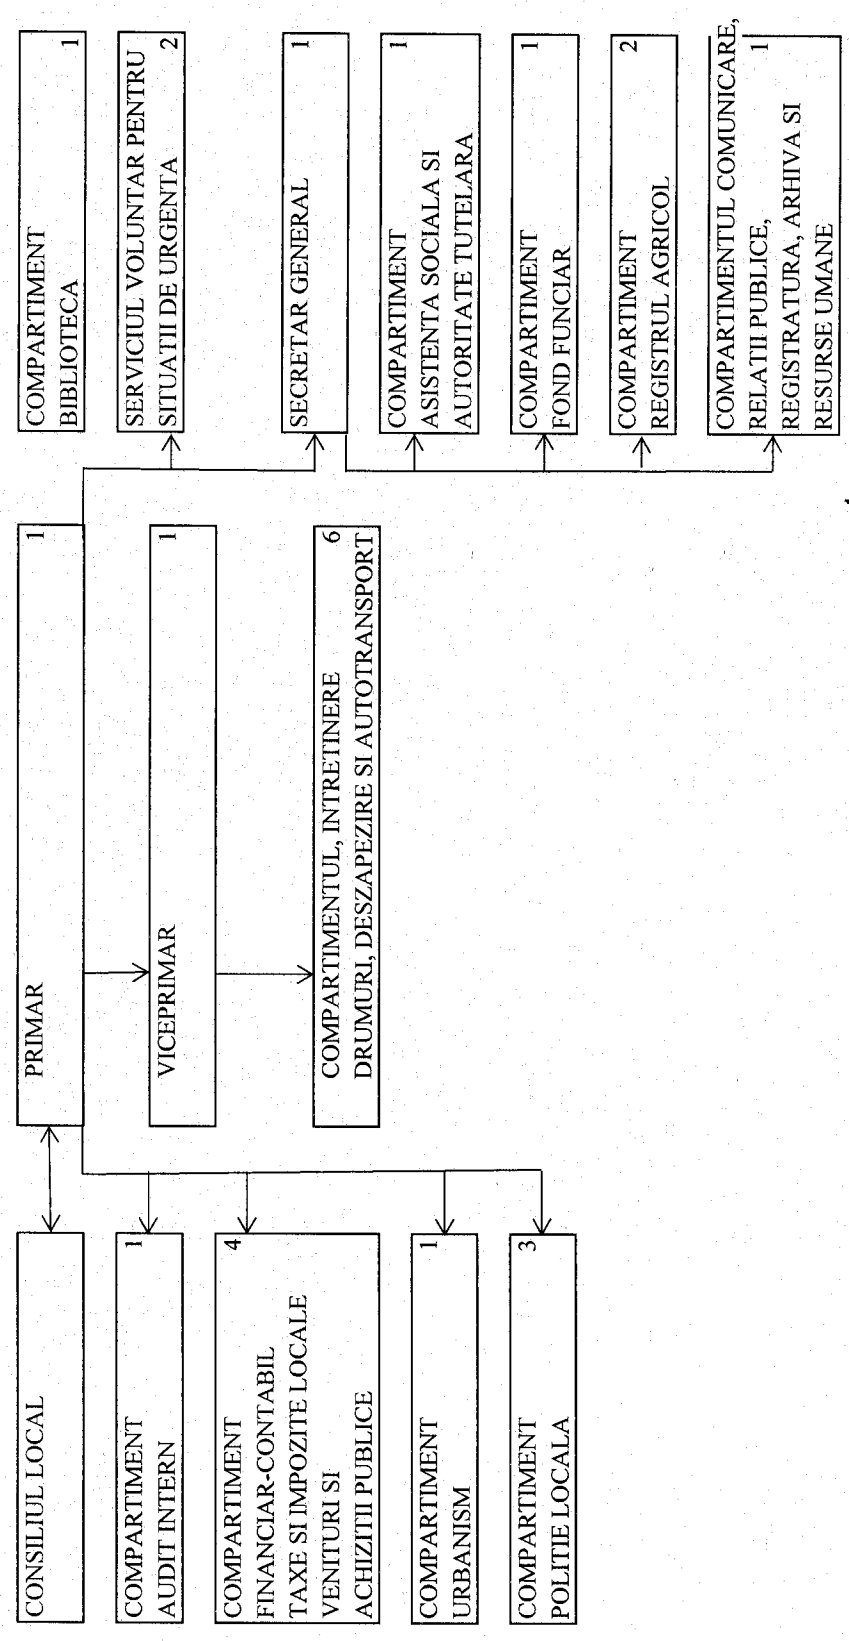 CONSILIUL LOCAL
PRIMAR 1
COMPARTIMENT 1
BIBLIOTECA
COMPARTIMENT 1
AUDIT INTERN
VICEPRIMAR 1
SERVICIUL VOLUNTAR PENTRU
SITUATII DE URGENTA 2
COMPARTIMENT 4
FINANCIAR-CONTABIL
TAXE SI IMPOZITE LOCALE
VENITURI SI
ACHIZITII PUBLICE
COMPARTIMENTUL, INTRETINERE 6
DRUMURI, DESZAPEZIRE SI AUTOTRANSPORT
SECRETAR GENERAL 1
COMPARTIMENT 1
ASISTENTA SOCIALA SI
AUTORITATE TUTELARA
COMPARTIMENT 1
URBANISM
COMPARTIMENT 1
FOND FUNCIAR
COMPARTIMENT 3
POLITIE LOCALA
COMPARTIMENT 2
REGISTRUL AGRICOL
COMPARTIMENTUL COMUNICARE,
RELATII PUBLICE, 1
REGISTRATURA, ARHIVA SI
RESURSE UMANE